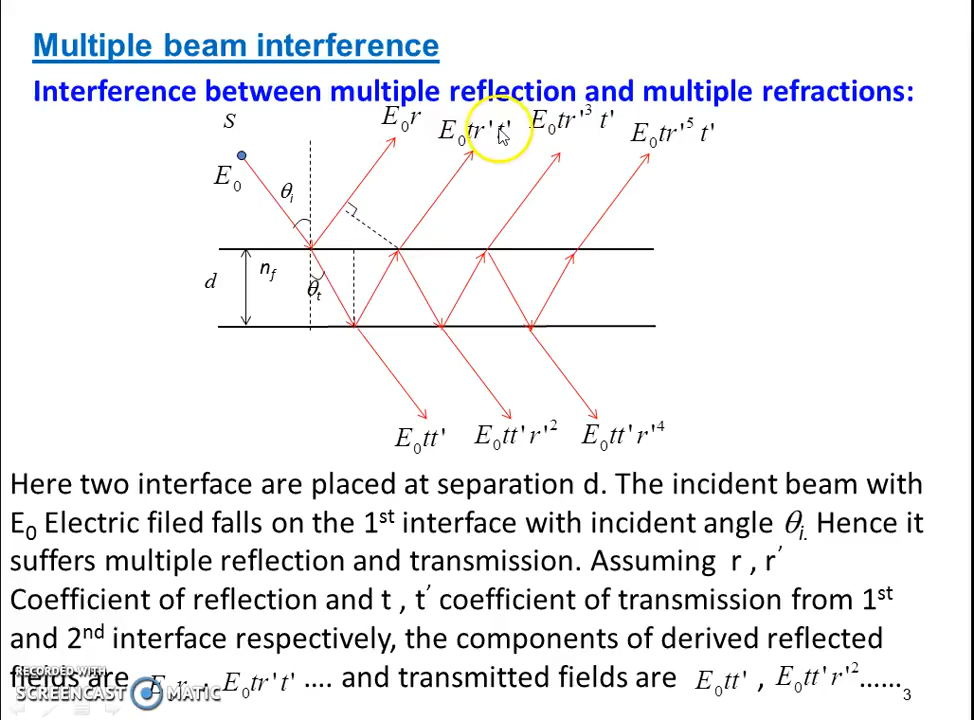 Multiple beam interference
Interference between multiple reflection and multiple refractions:
S
E₀r
E₀tr't'
E₀tr'³ t'
E₀tr'⁵ t'
E₀
θᵢ
d
n_f
θₜ
E₀tt'
E₀tt'r'²
E₀tt'r'⁴
Here two interface are placed at separation d. The incident beam with
E₀ Electric filed falls on the 1ˢᵗ interface with incident angle θᵢ. Hence it
suffers multiple reflection and transmission. Assuming r , r′
Coefficient of reflection and t , t′ coefficient of transmission from 1ˢᵗ
and 2ⁿᵈ interface respectively, the components of derived reflected
fields are E₀r , E₀tr't' .... and transmitted fields are E₀tt' , E₀tt'r'²......
RECORDED WITH
SCREENCAST MATIC
3